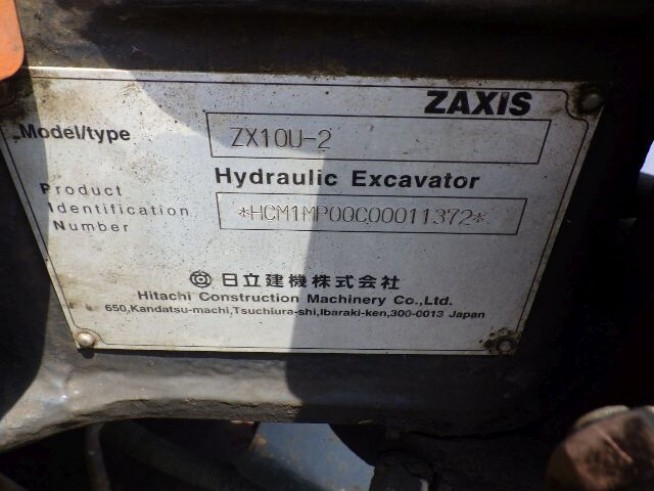 ZAXIS
Model/type ZX10U-2
Hydraulic Excavator
Product
Identification
Number
*HCM1MP00C00011372*
日立建機株式会社
Hitachi Construction Machinery Co.,Ltd.
650,Kandatsu-machi,Tsuchiura-shi,Ibaraki-ken,300-0013 Japan